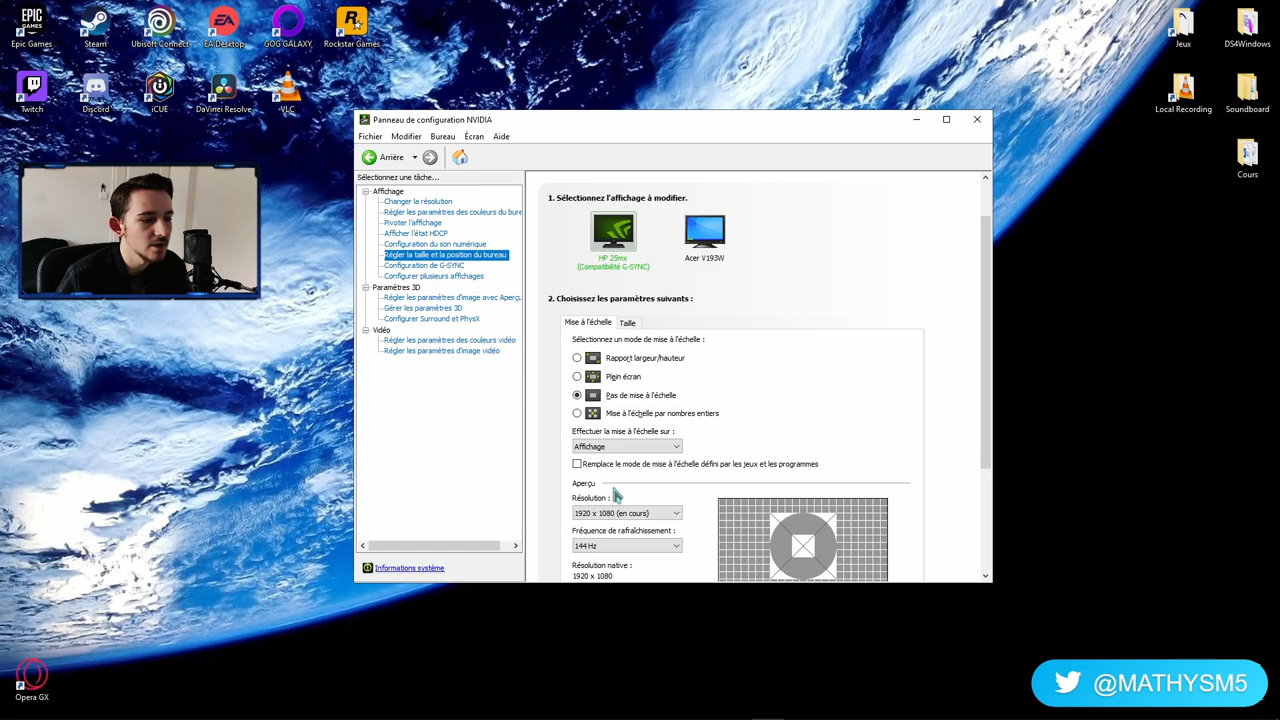 Epic Games
Steam
Ubisoft Connect
EA Desktop
GOG GALAXY
Rockstar Games
Jeux
DS4Windows
Twitch
Discord
iCUE
DaVinci Resolve
VLC
Local Recording
Soundboard
Cours
Opera GX
Panneau de configuration NVIDIA
Fichier Modifier Bureau Écran Aide
Arrière
Sélectionnez une tâche...
Affichage
Changer la résolution
Régler les paramètres des couleurs du bure
Pivoter l'affichage
Afficher l'état HDCP
Configuration du son numérique
Régler la taille et la position du bureau
Configuration de G-SYNC
Configurer plusieurs affichages
Paramètres 3D
Régler les paramètres d'image avec Aperçu
Gérer les paramètres 3D
Configurer Surround et PhysX
Vidéo
Régler les paramètres des couleurs vidéo
Régler les paramètres d'image vidéo
Informations système
1. Sélectionnez l'affichage à modifier.
HP 25mx
(Compatibilité G-SYNC)
Acer V193W
2. Choisissez les paramètres suivants :
Mise à l'échelle
Taille
Sélectionnez un mode de mise à l'échelle :
Rapport largeur/hauteur
Plein écran
Pas de mise à l'échelle
Mise à l'échelle par nombres entiers
Effectuer la mise à l'échelle sur :
Affichage
Remplace le mode de mise à l'échelle défini par les jeux et les programmes
Aperçu
Résolution :
1920 x 1080 (en cours)
Fréquence de rafraîchissement :
144 Hz
Résolution native :
1920 x 1080
@MATHYSM5